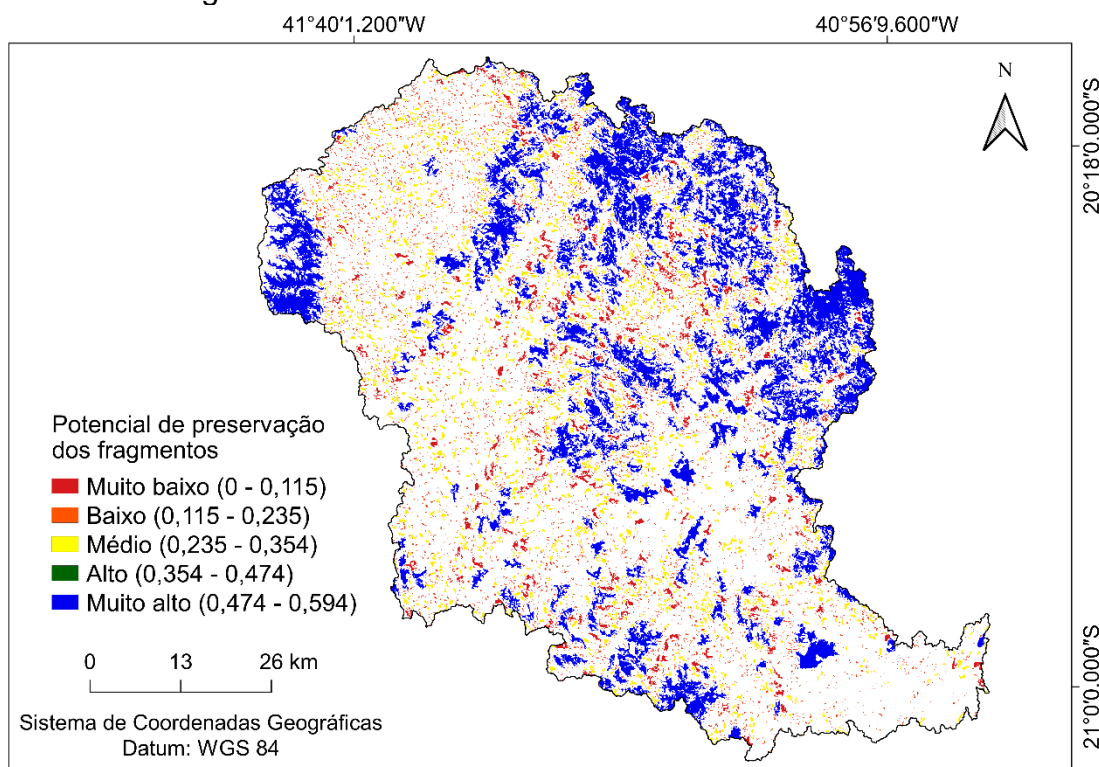 41°40′1.200″W 40°56′9.600″W
N
20°18′0.000″S
Potencial de preservação
dos fragmentos
Muito baixo (0 - 0,115)
Baixo (0,115 - 0,235)
Médio (0,235 - 0,354)
Alto (0,354 - 0,474)
Muito alto (0,474 - 0,594)
0 13 26 km
21°0′0.000″S
Sistema de Coordenadas Geográficas
Datum: WGS 84